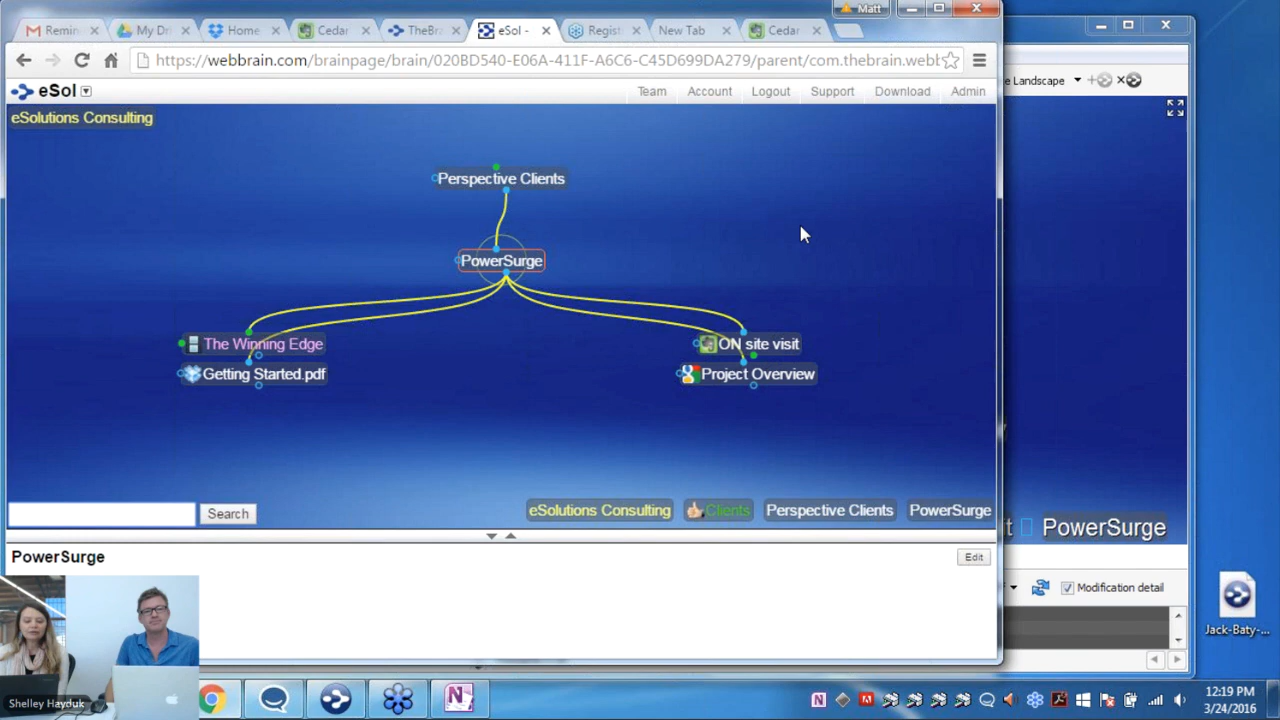 Matt
Remin
My Dri
Home
Cedar
TheBra
eSol -
Regist
New Tab
Cedar
https://webbrain.com/brainpage/brain/020BD540-E06A-411F-A6C6-C45D699DA279/parent/com.thebrain.webb
e Landscape
eSol
Team
Account
Logout
Support
Download
Admin
eSolutions Consulting
Perspective Clients
PowerSurge
The Winning Edge
ON site visit
Getting Started.pdf
Project Overview
Search
eSolutions Consulting
Clients
Perspective Clients
PowerSurge
PowerSurge
PowerSurge
Edit
Modification detail
Jack-Baty-...
Shelley Hayduk
12:19 PM
3/24/2016